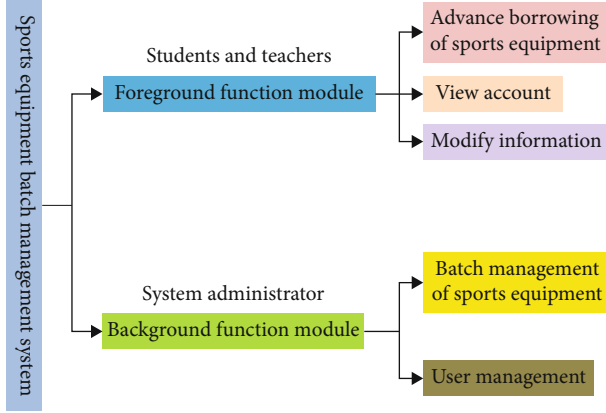 Sports equipment batch management system
Students and teachers
Foreground function module
Advance borrowing
of sports equipment
View account
Modify information
System administrator
Background function module
Batch management
of sports equipment
User management